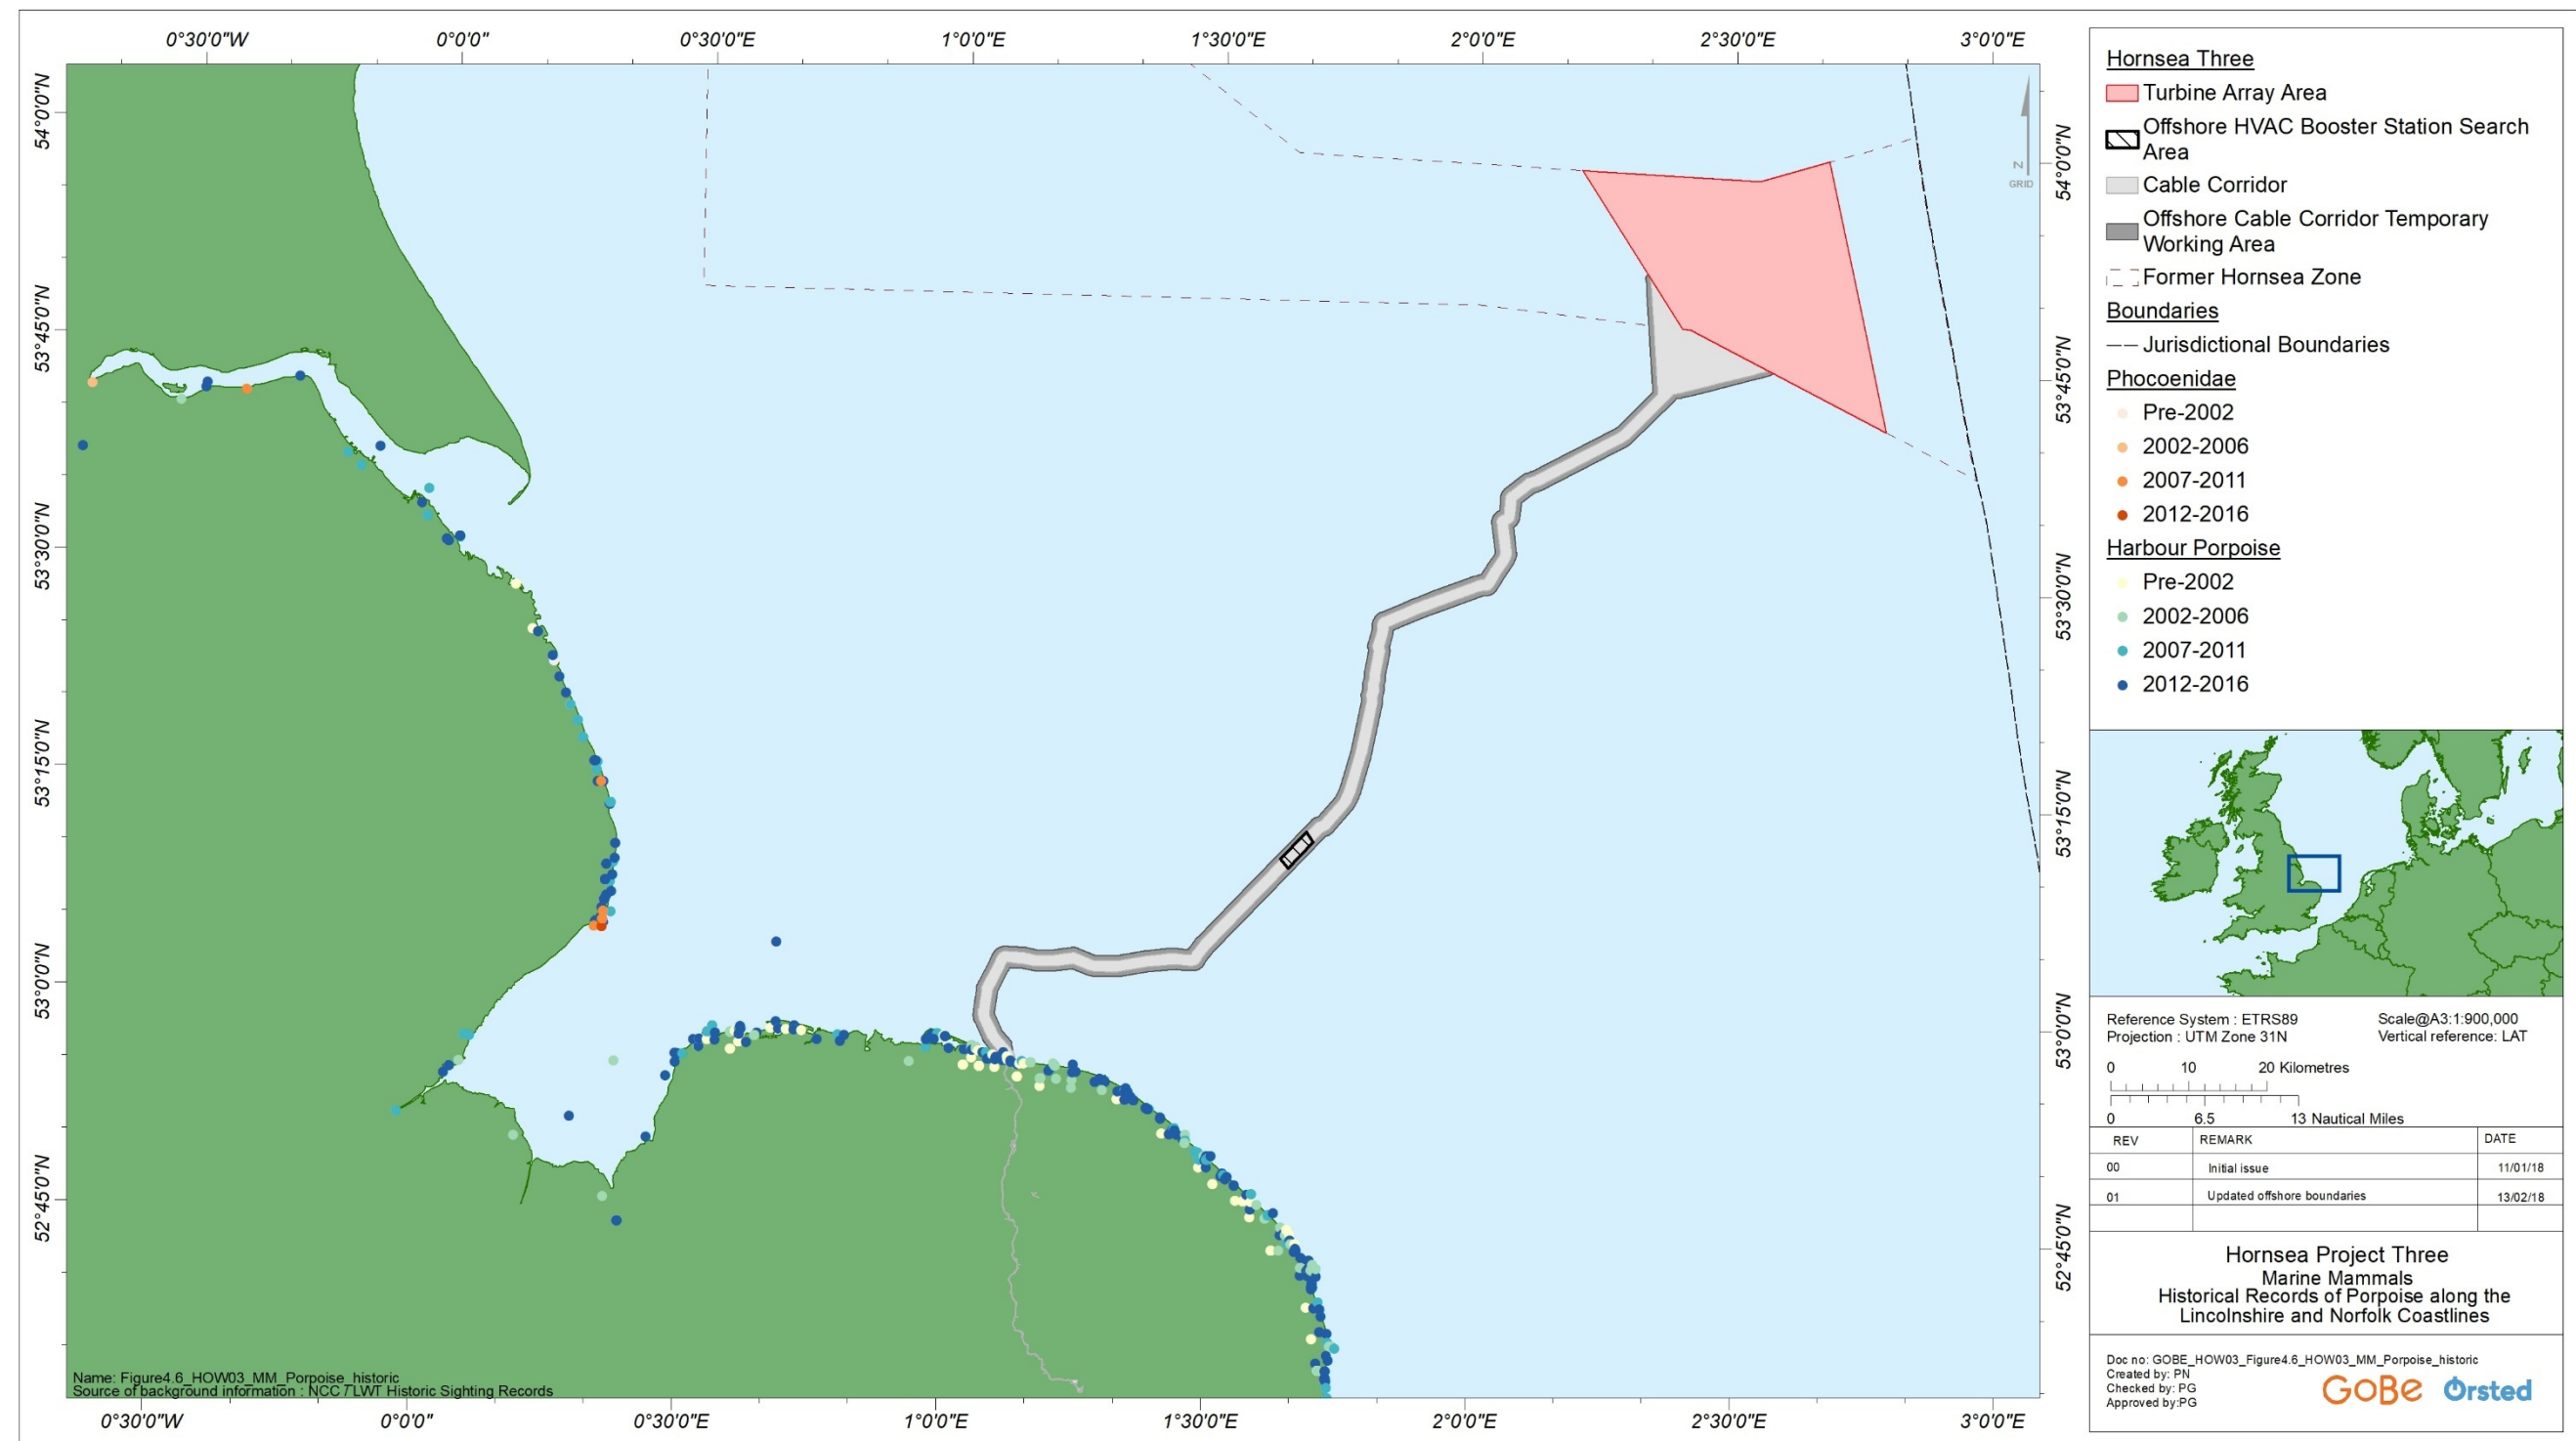 0°30'0"W 0°0'0" 0°30'0"E 1°0'0"E 1°30'0"E 2°0'0"E 2°30'0"E 3°0'0"E
54°0'0"N
53°45'0"N
53°30'0"N
53°15'0"N
53°0'0"N
52°45'0"N
N
GRID
54°0'0"N
53°45'0"N
53°30'0"N
53°15'0"N
53°0'0"N
52°45'0"N
Name: Figure4.6_HOW03_MM_Porpoise_historic
Source of background information : NCC / LWT Historic Sighting Records
0°30'0"W 0°0'0" 0°30'0"E 1°0'0"E 1°30'0"E 2°0'0"E 2°30'0"E 3°0'0"E
Hornsea Three
Turbine Array Area
Offshore HVAC Booster Station Search
Area
Cable Corridor
Offshore Cable Corridor Temporary
Working Area
Former Hornsea Zone
Boundaries
Jurisdictional Boundaries
Phocoenidae
Pre-2002
2002-2006
2007-2011
2012-2016
Harbour Porpoise
Pre-2002
2002-2006
2007-2011
2012-2016
Reference System : ETRS89 Scale@A3:1:900,000
Projection : UTM Zone 31N Vertical reference: LAT
0 10 20 Kilometres
0 6.5 13 Nautical Miles
REV REMARK DATE
00 Initial issue 11/01/18
01 Updated offshore boundaries 13/02/18
Hornsea Project Three
Marine Mammals
Historical Records of Porpoise along the
Lincolnshire and Norfolk Coastlines
Doc no: GOBE_HOW03_Figure4.6_HOW03_MM_Porpoise_historic
Created by: PN
Checked by: PG
Approved by:PG
GoBe Orsted